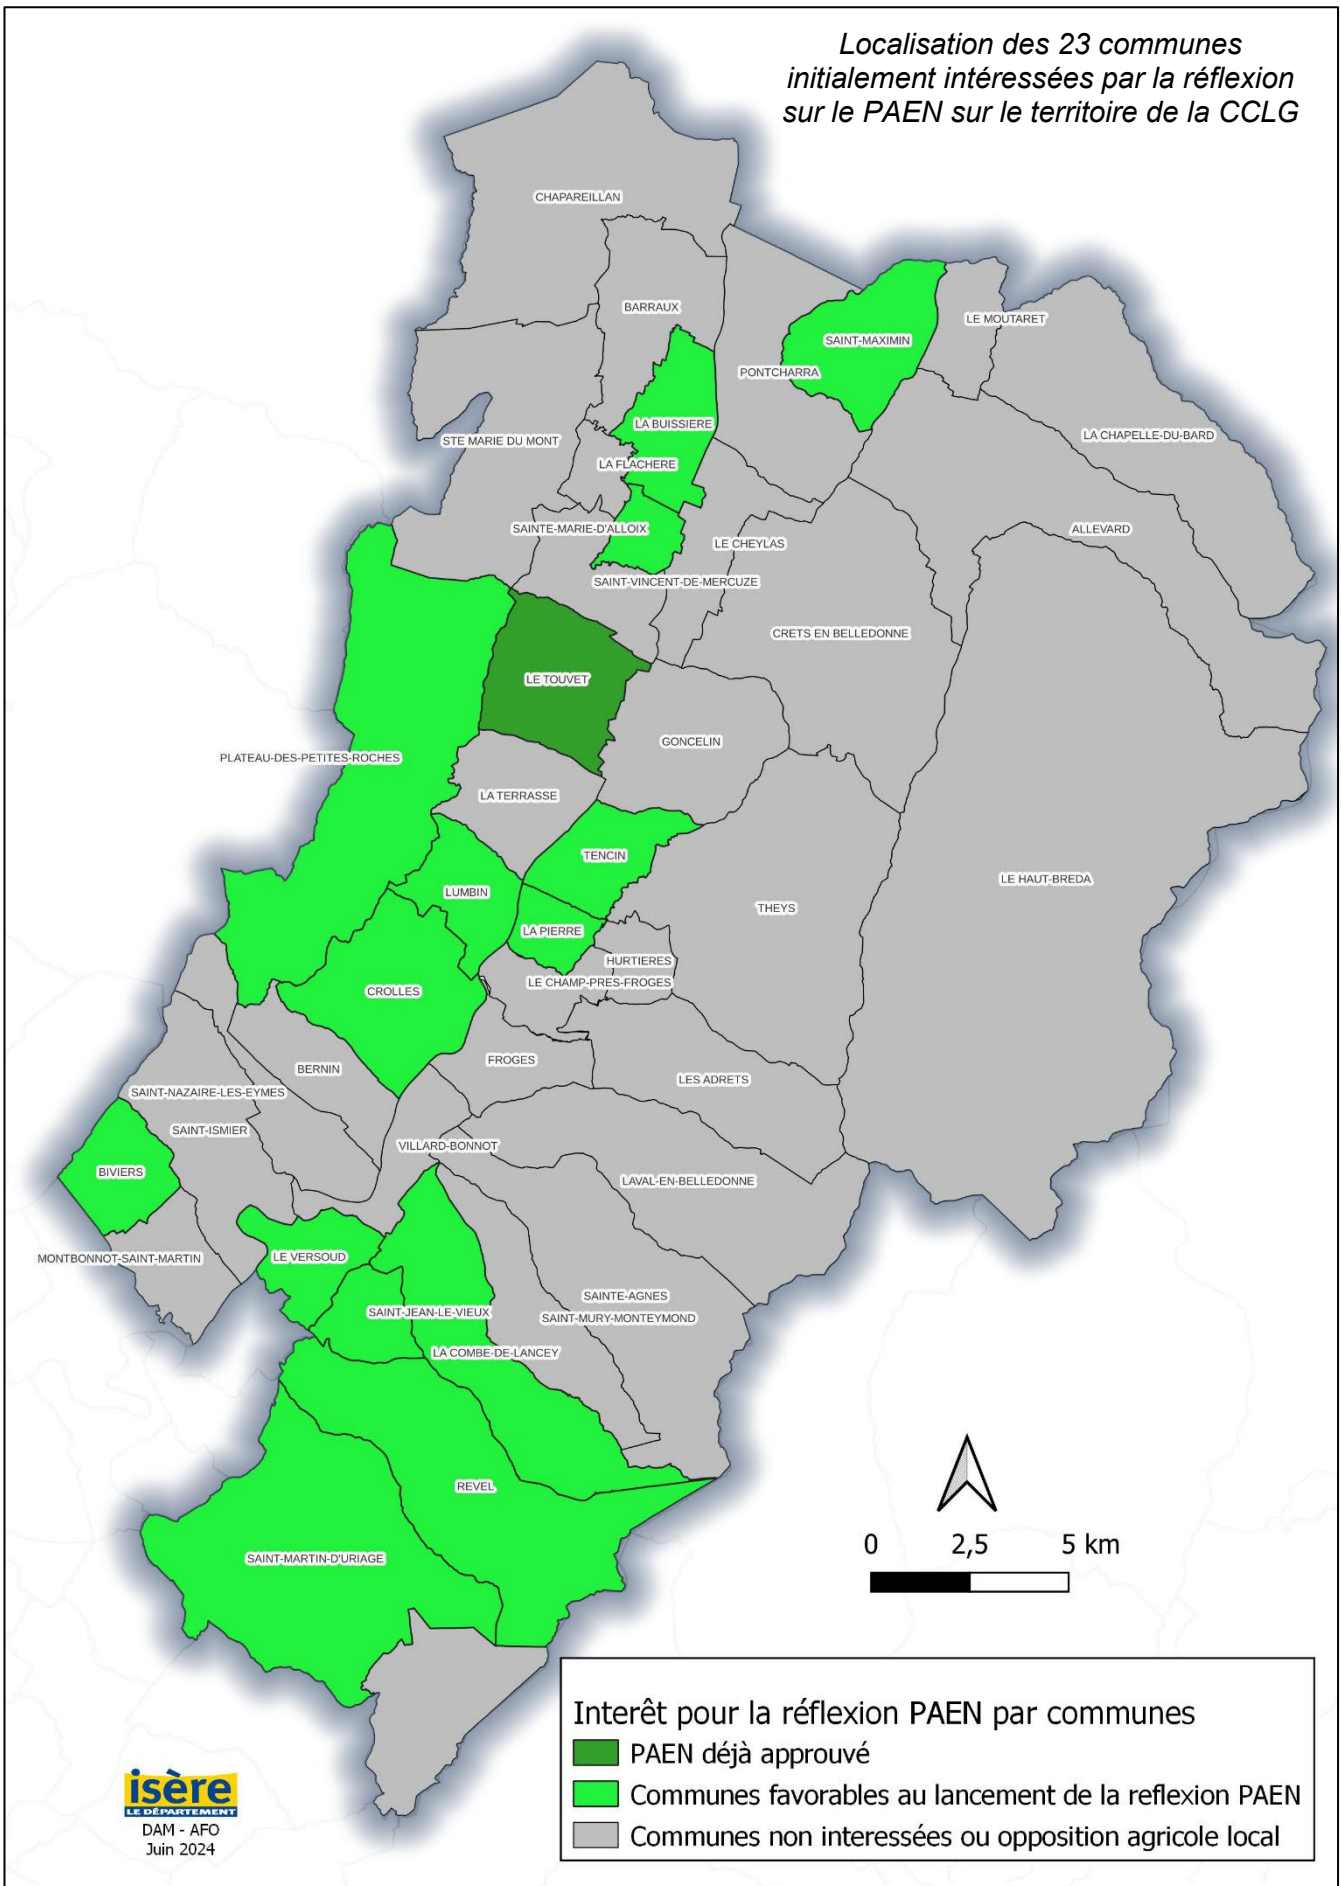 Localisation des 23 communes
initialement intéressées par la réflexion
sur le PAEN sur le territoire de la CCLG
CHAPAREILLAN
BARRAUX
LE MOUTARET
SAINT-MAXIMIN
PONTCHARRA
LA BUISSIERE
LA CHAPELLE-DU-BARD
STE MARIE DU MONT
LA FLACHERE
SAINTE-MARIE-D'ALLOIX
ALLEVARD
LE CHEYLAS
SAINT-VINCENT-DE-MERCUZE
CRETS EN BELLEDONNE
LE TOUVET
GONCELIN
PLATEAU-DES-PETITES-ROCHES
LA TERRASSE
TENCIN
LE HAUT-BREDA
LUMBIN
THEYS
LA PIERRE
HURTIERES
LE CHAMP-PRES-FROGES
CROLLES
FROGES
BERNIN
LES ADRETS
SAINT-NAZAIRE-LES-EYMES
SAINT-ISMIER
VILLARD-BONNOT
BIVIERS
LAVAL-EN-BELLEDONNE
MONTBONNOT-SAINT-MARTIN
LE VERSOUD
SAINTE-AGNES
SAINT-JEAN-LE-VIEUX
SAINT-MURY-MONTEYMOND
LA COMBE-DE-LANCEY
REVEL
SAINT-MARTIN-D'URIAGE
0 2,5 5 km
Interêt pour la réflexion PAEN par communes
PAEN déjà approuvé
Communes favorables au lancement de la reflexion PAEN
Communes non interessées ou opposition agricole local
isère
LE DÉPARTEMENT
DAM - AFO
Juin 2024